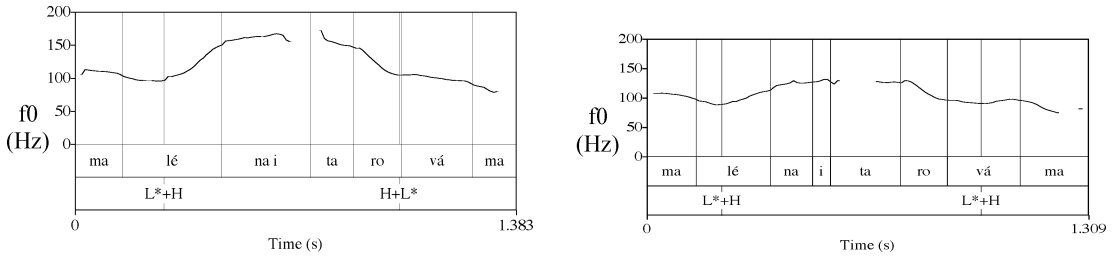 200
150
100
50
0
f0
(Hz)
ma lé na i ta ro vá ma
L*+H H+L*
0 1.383
Time (s)
200
150
100
50
0
f0
(Hz)
ma lé na i ta ro vá ma
L*+H L*+H
0 1.309
Time (s)